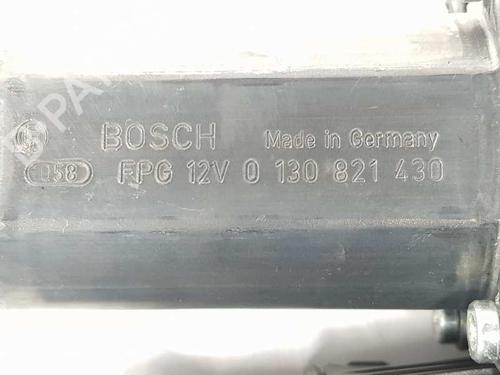 BOSCH Made in Germany
FPG 12V 0 130 821 430